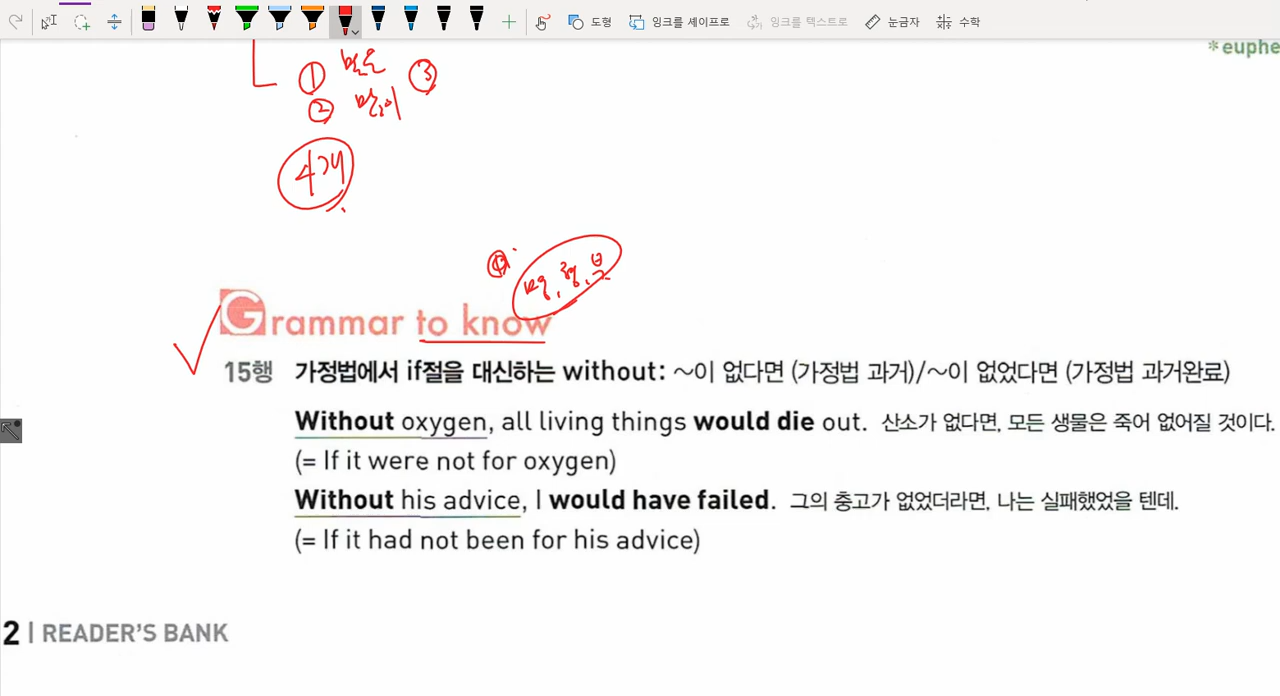 도형 잉크를 셰이프로 잉크를 텍스트로 눈금자 수학
*euphe
①
③
②
4개
④
명, 형, 부
Grammar to know
15행 가정법에서 if절을 대신하는 without: ~이 없다면 (가정법 과거)/~이 없었다면 (가정법 과거완료)
Without oxygen, all living things would die out. 산소가 없다면, 모든 생물은 죽어 없어질 것이다.
(= If it were not for oxygen)
Without his advice, I would have failed. 그의 충고가 없었더라면, 나는 실패했었을 텐데.
(= If it had not been for his advice)
2 | READER'S BANK